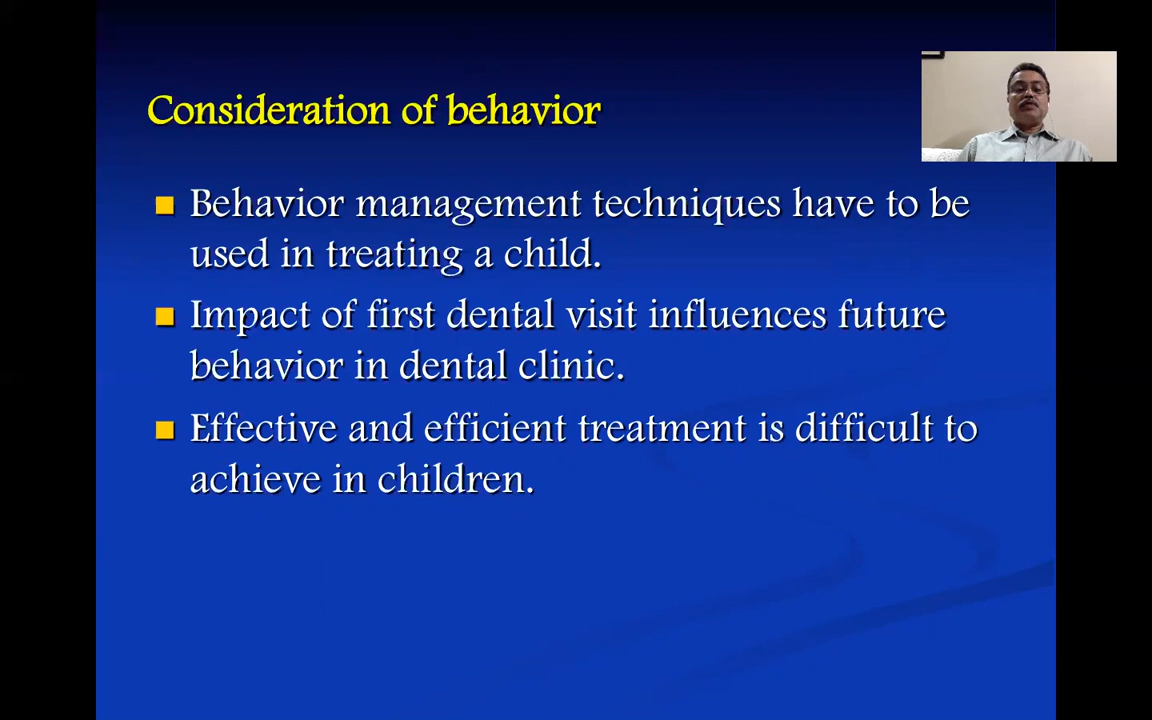 Consideration of behavior
Behavior management techniques have to be
used in treating a child.
Impact of first dental visit influences future
behavior in dental clinic.
Effective and efficient treatment is difficult to
achieve in children.